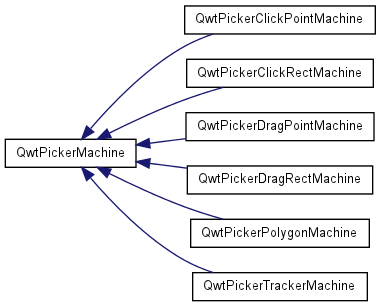 QwtPickerClickPointMachine
QwtPickerClickRectMachine
QwtPickerDragPointMachine
QwtPickerMachine
QwtPickerDragRectMachine
QwtPickerPolygonMachine
QwtPickerTrackerMachine